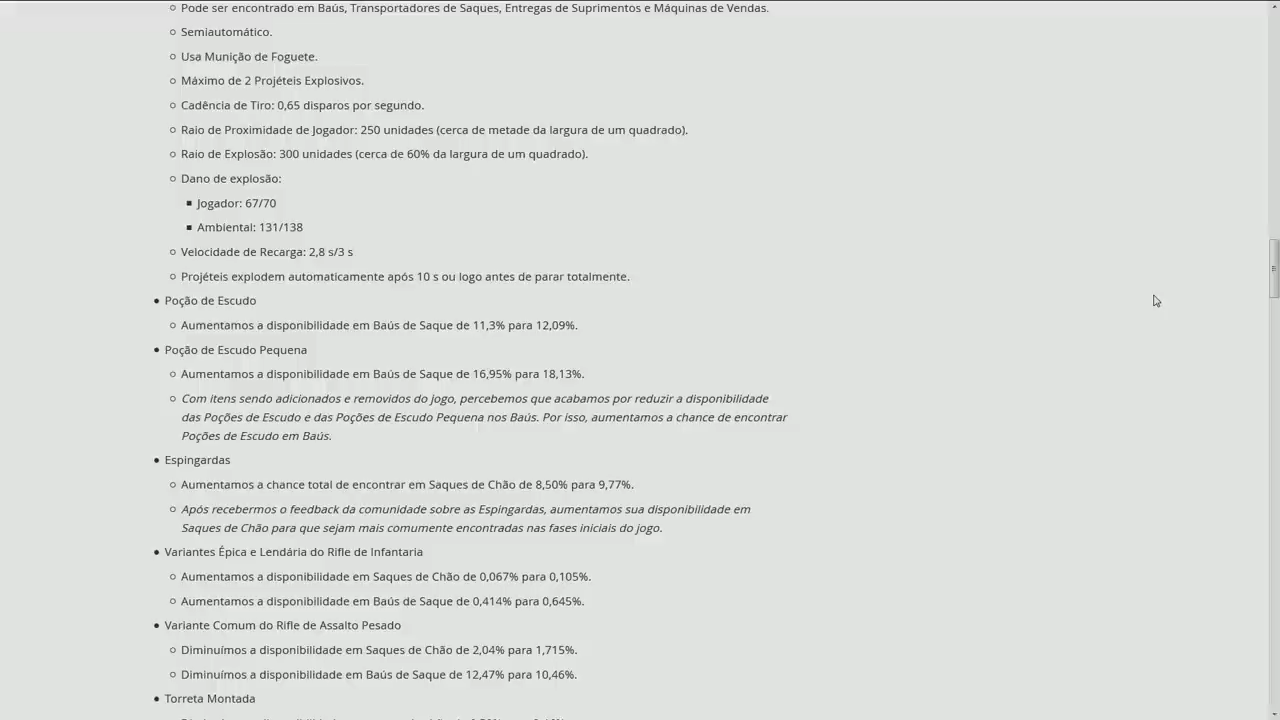 Pode ser encontrado em Baús, Transportadores de Saques, Entregas de Suprimentos e Máquinas de Vendas.
Semiautomático.
Usa Munição de Foguete.
Máximo de 2 Projéteis Explosivos.
Cadência de Tiro: 0,65 disparos por segundo.
Raio de Proximidade de Jogador: 250 unidades (cerca de metade da largura de um quadrado).
Raio de Explosão: 300 unidades (cerca de 60% da largura de um quadrado).
Dano de explosão:
Jogador: 67/70
Ambiental: 131/138
Velocidade de Recarga: 2,8 s/3 s
Projéteis explodem automaticamente após 10 s ou logo antes de parar totalmente.
Poção de Escudo
Aumentamos a disponibilidade em Baús de Saque de 11,3% para 12,09%.
Poção de Escudo Pequena
Aumentamos a disponibilidade em Baús de Saque de 16,95% para 18,13%.
Com itens sendo adicionados e removidos do jogo, percebemos que acabamos por reduzir a disponibilidade
das Poções de Escudo e das Poções de Escudo Pequena nos Baús. Por isso, aumentamos a chance de encontrar
Poções de Escudo em Baús.
Espingardas
Aumentamos a chance total de encontrar em Saques de Chão de 8,50% para 9,77%.
Após recebermos o feedback da comunidade sobre as Espingardas, aumentamos sua disponibilidade em
Saques de Chão para que sejam mais comumente encontradas nas fases iniciais do jogo.
Variantes Épica e Lendária do Rifle de Infantaria
Aumentamos a disponibilidade em Saques de Chão de 0,067% para 0,105%.
Aumentamos a disponibilidade em Baús de Saque de 0,414% para 0,645%.
Variante Comum do Rifle de Assalto Pesado
Diminuímos a disponibilidade em Saques de Chão de 2,04% para 1,715%.
Diminuímos a disponibilidade em Baús de Saque de 12,47% para 10,46%.
Torreta Montada